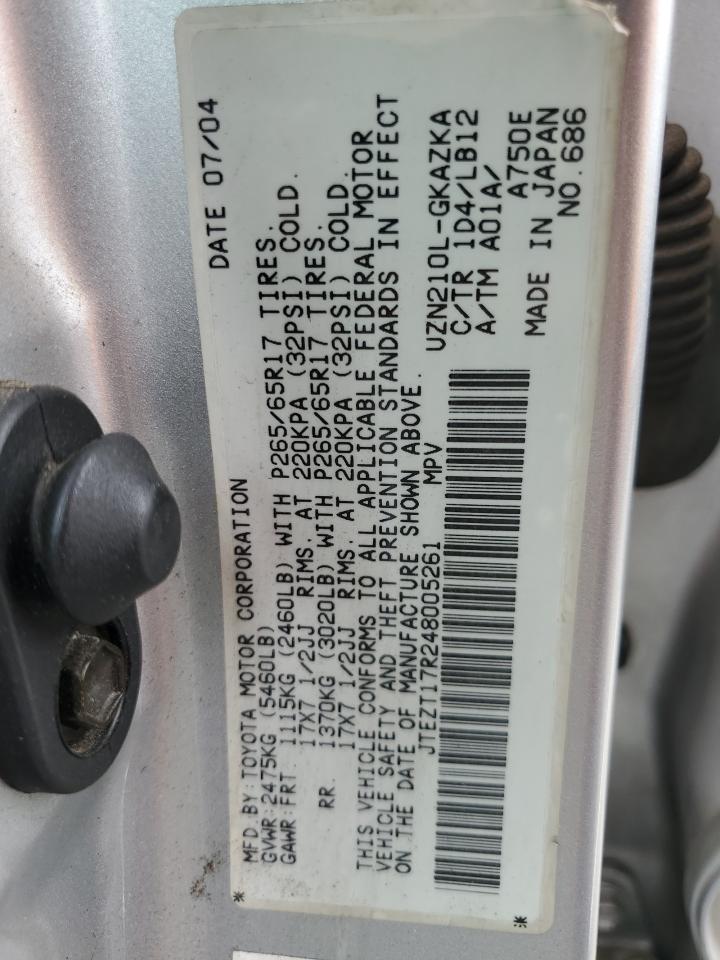 MFD.BY:TOYOTA MOTOR CORPORATION DATE 07/04
GVWR:2475KG (5460LB)
GAWR:FRT. 1115KG (2460LB) WITH P265/65R17 TIRES.
17X7 1/2JJ RIMS. AT 220KPA (32PSI) COLD.
RR. 1370KG (3020LB) WITH P265/65R17 TIRES.
17X7 1/2JJ RIMS. AT 220KPA (32PSI) COLD.
THIS VEHICLE CONFORMS TO ALL APPLICABLE FEDERAL MOTOR
VEHICLE SAFETY AND THEFT PREVENTION STANDARDS IN EFFECT
ON THE DATE OF MANUFACTURE SHOWN ABOVE.
JTEZT17R248005261 MPV
UZN210L-GKAZKA
C/TR 1D4/LB12
A/TM A01A/ A750E
MADE IN JAPAN
NO.686